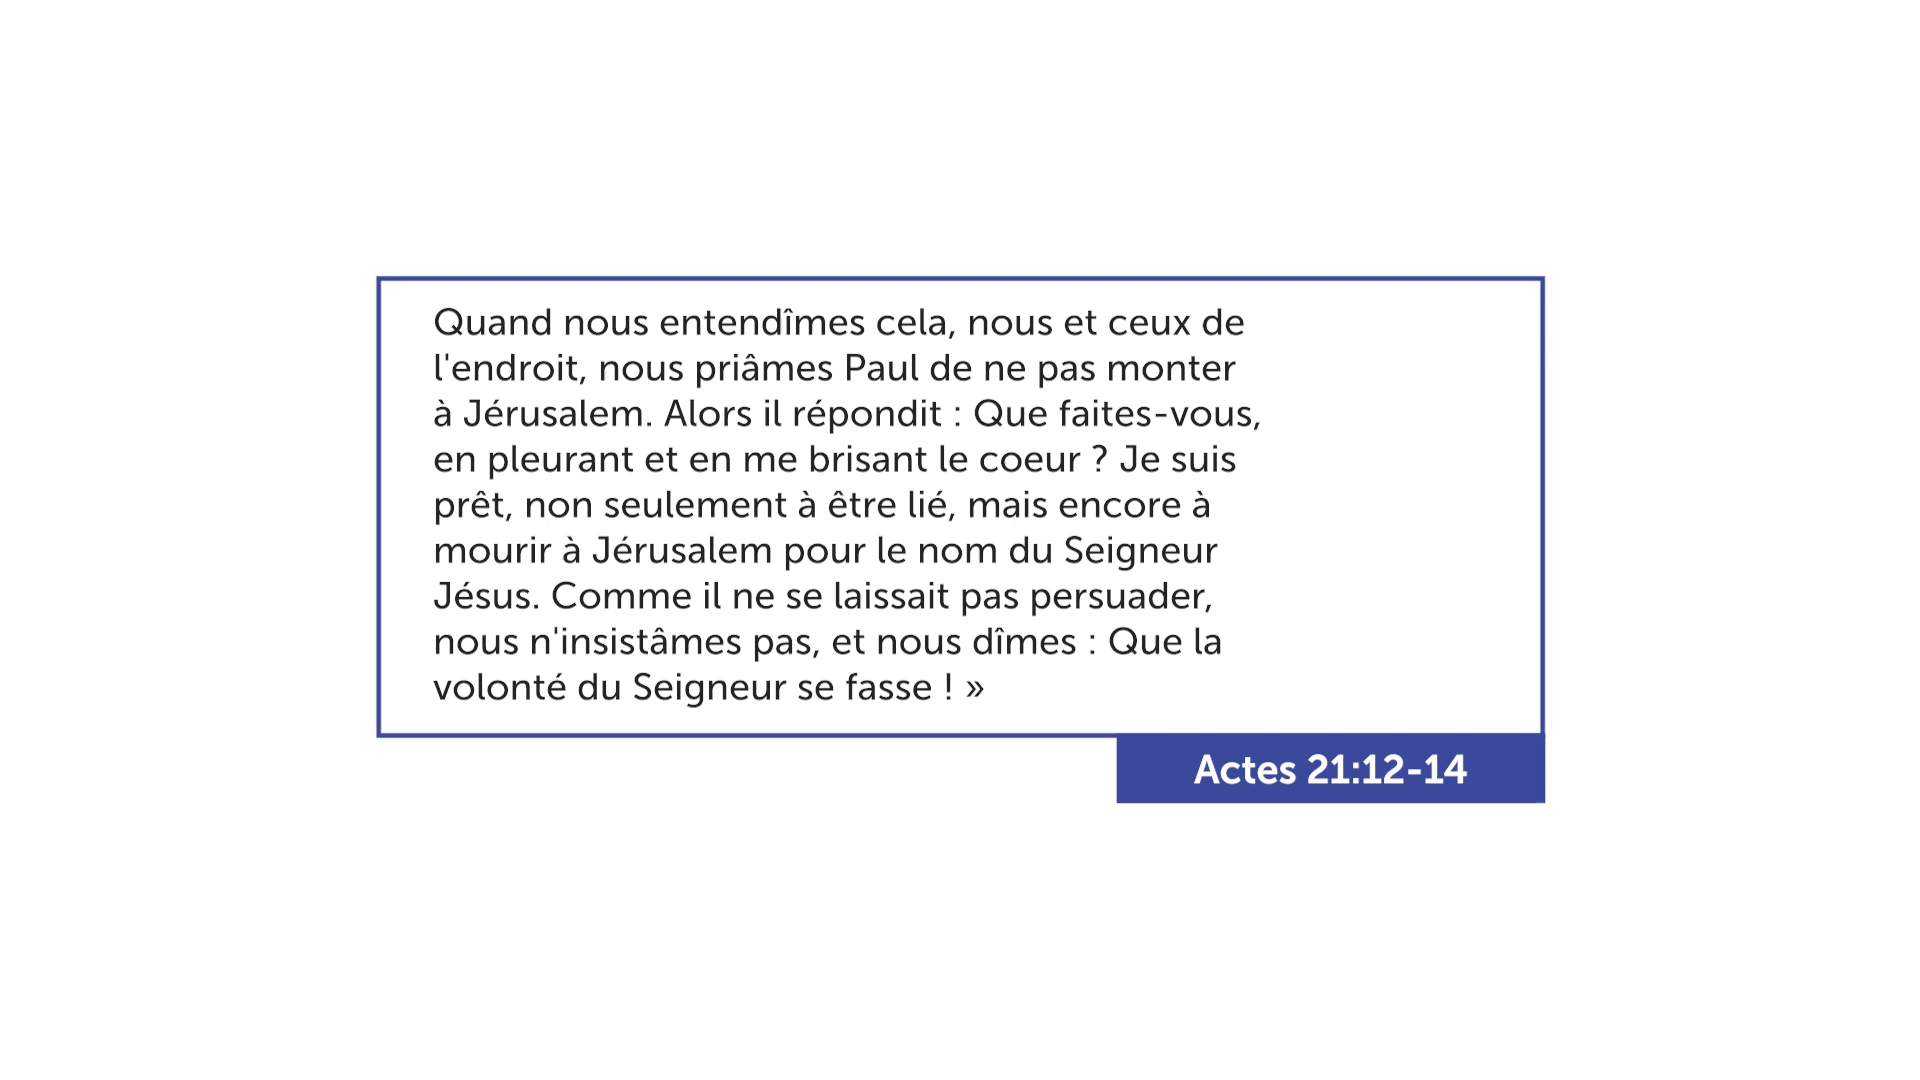 Quand nous entendîmes cela, nous et ceux de
l'endroit, nous priâmes Paul de ne pas monter
à Jérusalem. Alors il répondit : Que faites-vous,
en pleurant et en me brisant le coeur ? Je suis
prêt, non seulement à être lié, mais encore à
mourir à Jérusalem pour le nom du Seigneur
Jésus. Comme il ne se laissait pas persuader,
nous n'insistâmes pas, et nous dîmes : Que la
volonté du Seigneur se fasse ! »
Actes 21:12-14